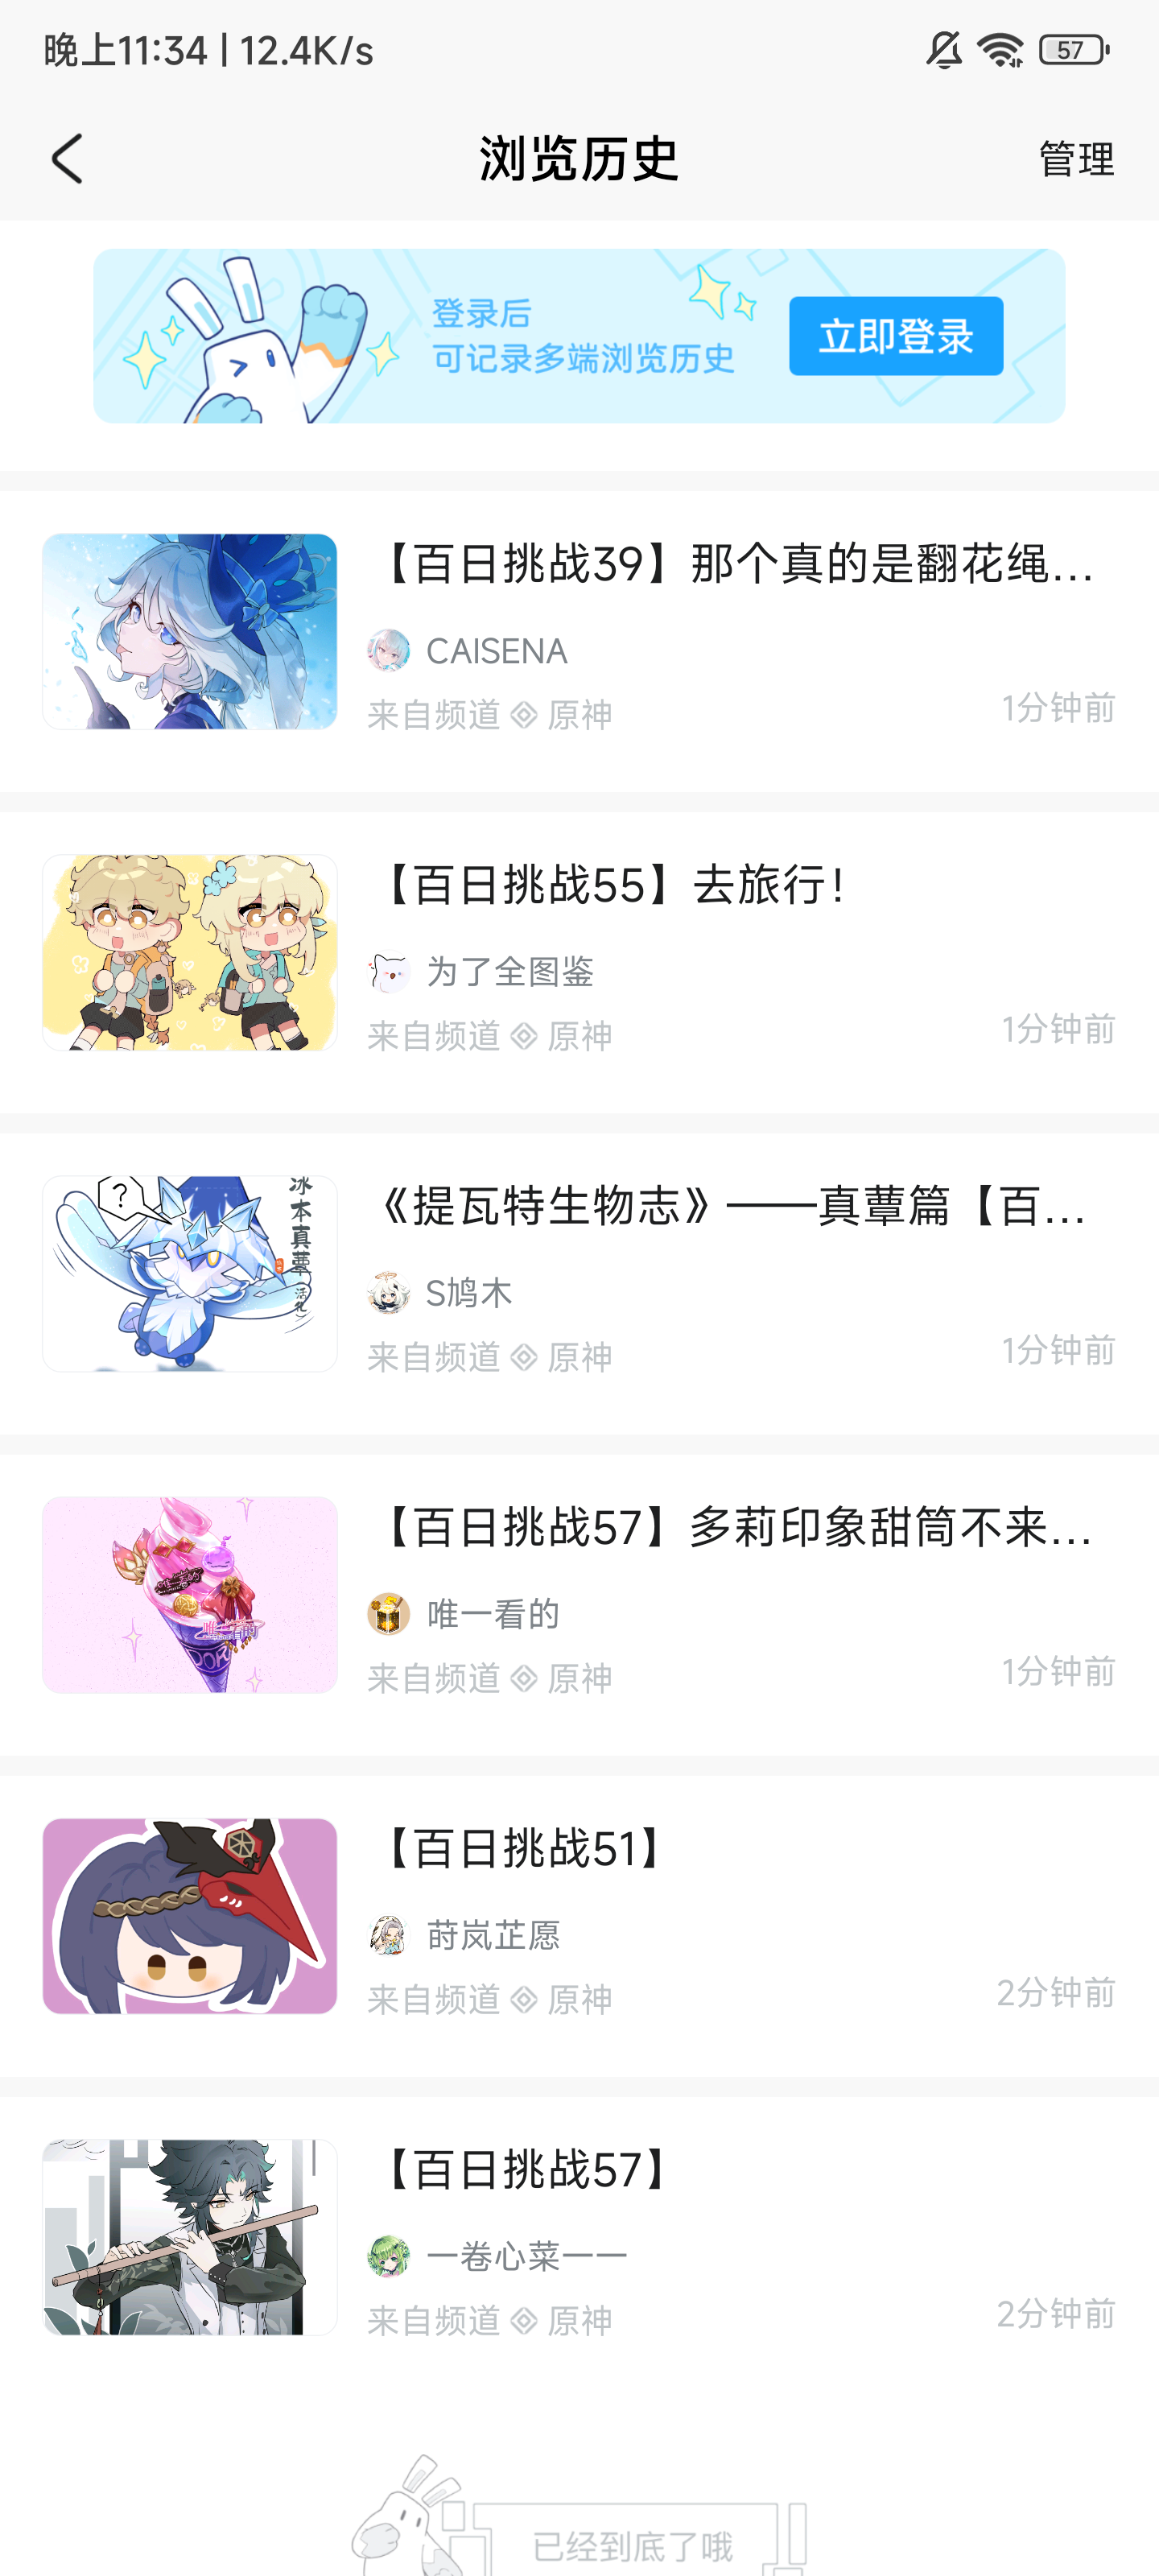 晚上11:34 | 12.4K/s
57
浏览历史
管理
登录后
可记录多端浏览历史
立即登录
【百日挑战39】那个真的是翻花绳...
CAISENA
来自频道 原神
1分钟前
【百日挑战55】去旅行！
为了全图鉴
来自频道 原神
1分钟前
?
冰本真蕈
（活化）
《提瓦特生物志》——真蕈篇【百...
S鸠木
来自频道 原神
1分钟前
唯一看的
DOR
【百日挑战57】多莉印象甜筒不来...
唯一看的
来自频道 原神
1分钟前
【百日挑战51】
莳岚芷愿
来自频道 原神
2分钟前
【百日挑战57】
一卷心菜一一
来自频道 原神
2分钟前
已经到底了哦